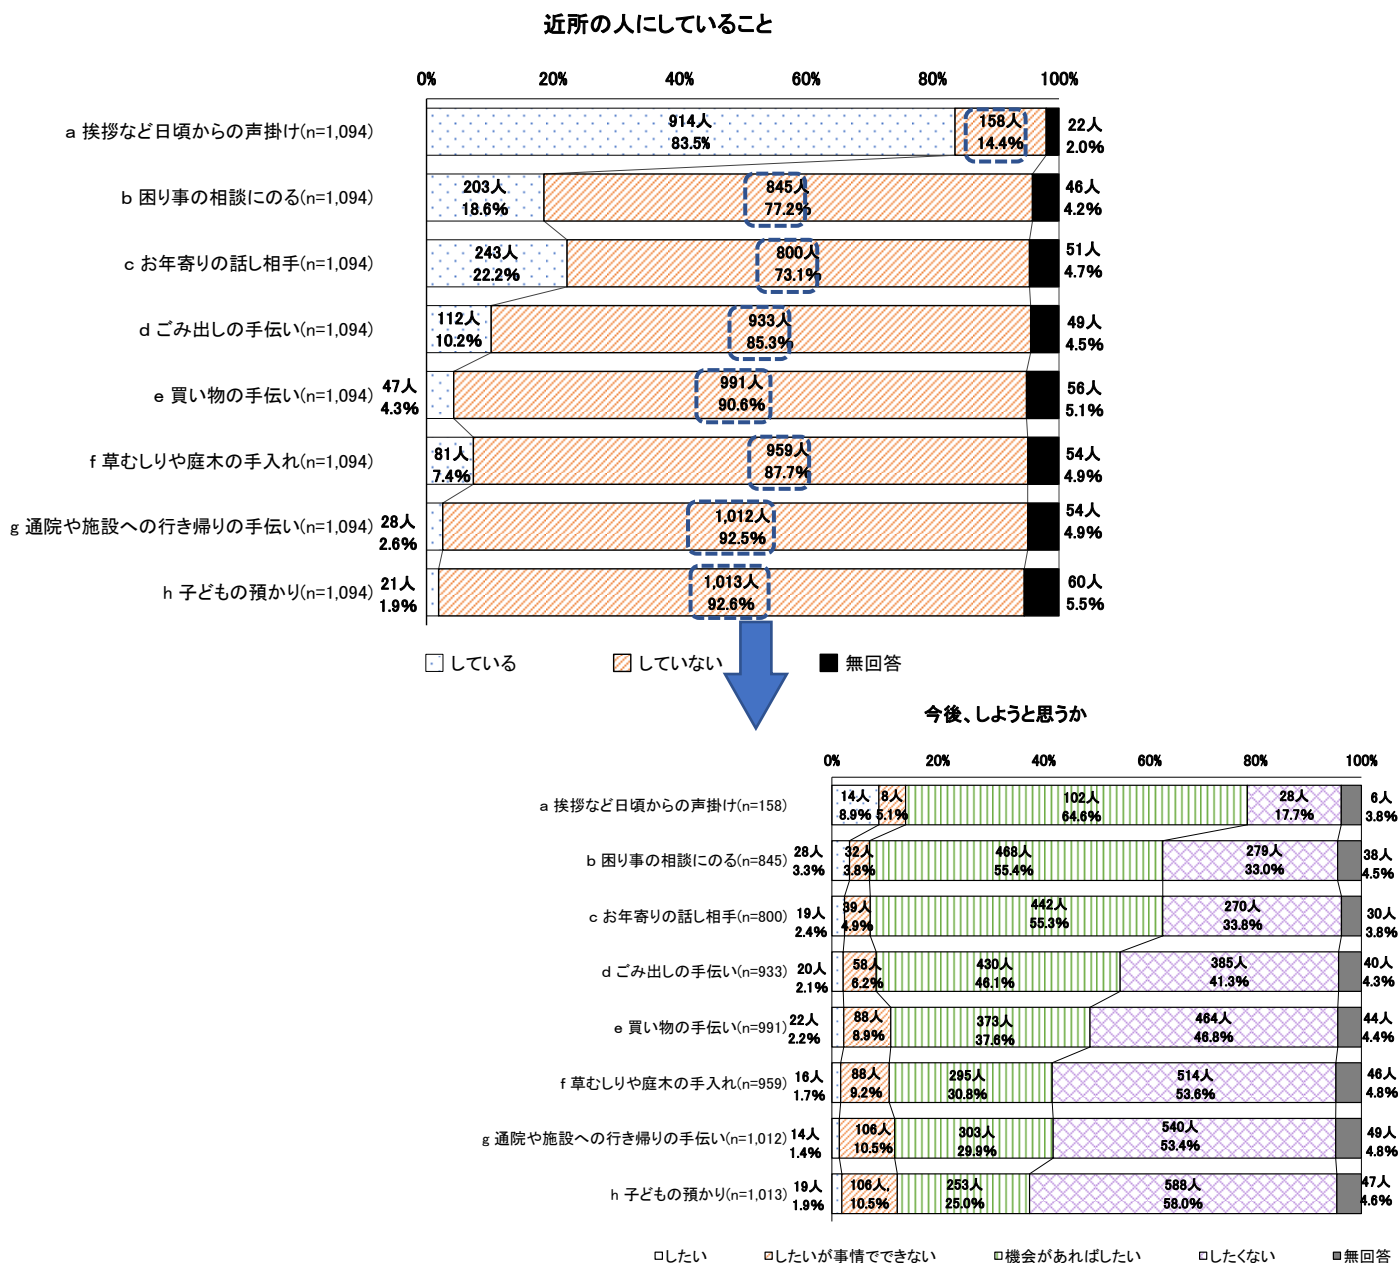 近所の人にしていること
0% 20% 40% 60% 80% 100%
a 挨拶など日頃からの声掛け(n=1,094) 914人 158人 22人
83.5% 14.4% 2.0%
b 困り事の相談にのる(n=1,094) 203人 845人 46人
18.6% 77.2% 4.2%
c お年寄りの話し相手(n=1,094) 243人 800人 51人
22.2% 73.1% 4.7%
d ごみ出しの手伝い(n=1,094) 112人 933人 49人
10.2% 85.3% 4.5%
e 買い物の手伝い(n=1,094) 47人 991人 56人
4.3% 90.6% 5.1%
f 草むしりや庭木の手入れ(n=1,094) 81人 959人 54人
7.4% 87.7% 4.9%
g 通院や施設への行き帰りの手伝い(n=1,094) 28人 1,012人 54人
2.6% 92.5% 4.9%
h 子どもの預かり(n=1,094) 21人 1,013人 60人
1.9% 92.6% 5.5%
している していない 無回答
今後、しようと思うか
0% 20% 40% 60% 80% 100%
a 挨拶など日頃からの声掛け(n=158) 14人 8人 102人 28人 6人
8.9% 5.1% 64.6% 17.7% 3.8%
b 困り事の相談にのる(n=845) 28人 32人 468人 279人 38人
3.3% 3.8% 55.4% 33.0% 4.5%
c お年寄りの話し相手(n=800) 19人 39人 442人 270人 30人
2.4% 4.9% 55.3% 33.8% 3.8%
d ごみ出しの手伝い(n=933) 20人 58人 430人 385人 40人
2.1% 6.2% 46.1% 41.3% 4.3%
e 買い物の手伝い(n=991) 22人 88人 373人 464人 44人
2.2% 8.9% 37.6% 46.8% 4.4%
f 草むしりや庭木の手入れ(n=959) 16人 88人 295人 514人 46人
1.7% 9.2% 30.8% 53.6% 4.8%
g 通院や施設への行き帰りの手伝い(n=1,012) 14人 106人 303人 540人 49人
1.4% 10.5% 29.9% 53.4% 4.8%
h 子どもの預かり(n=1,013) 19人 106人, 253人 588人 47人
1.9% 10.5% 25.0% 58.0% 4.6%
したい したいが事情でできない 機会があればしたい したくない 無回答